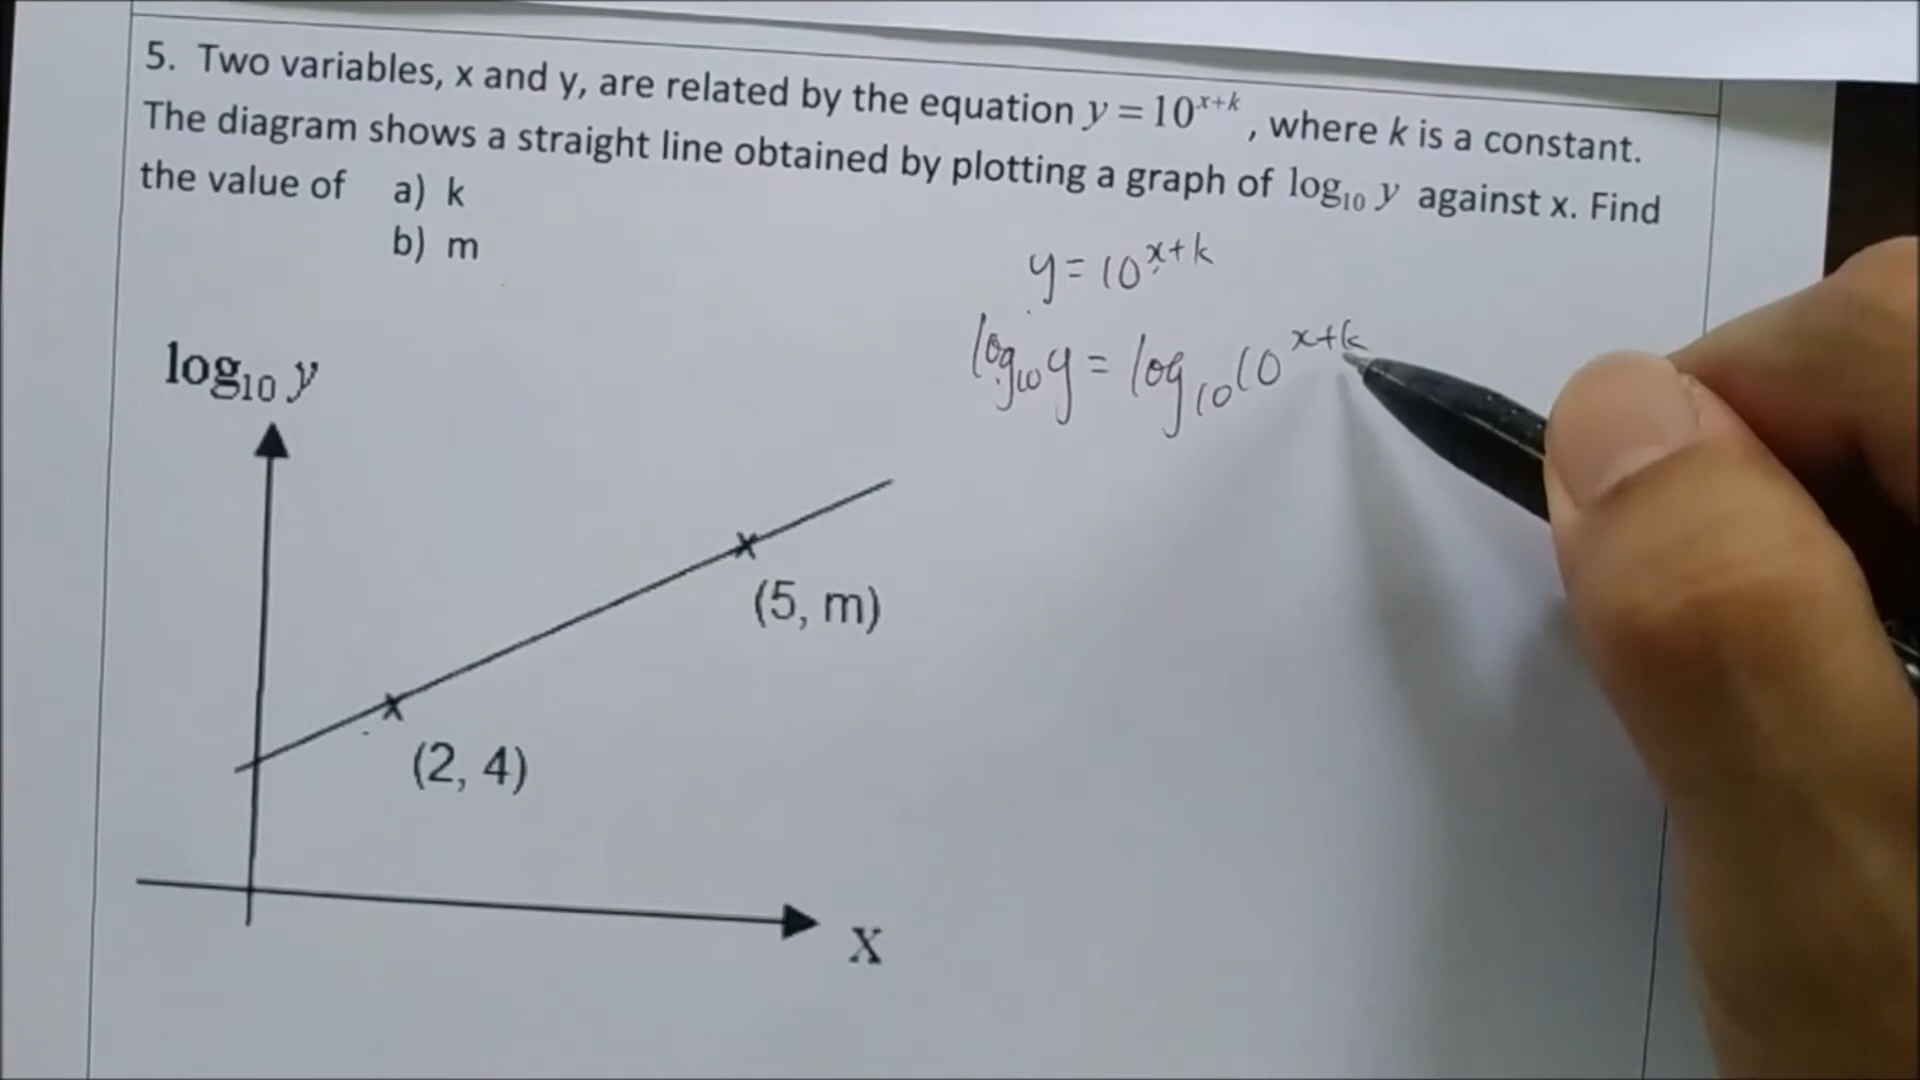 5. Two variables, x and y, are related by the equation y = 10^{x+k}, where k is a constant.
The diagram shows a straight line obtained by plotting a graph of log₁₀ y against x. Find
the value of a) k
b) m
y = 10^{x+k}
log₁₀ y = log₁₀ 10^{x+k}
log₁₀ y
(5, m)
(2, 4)
X